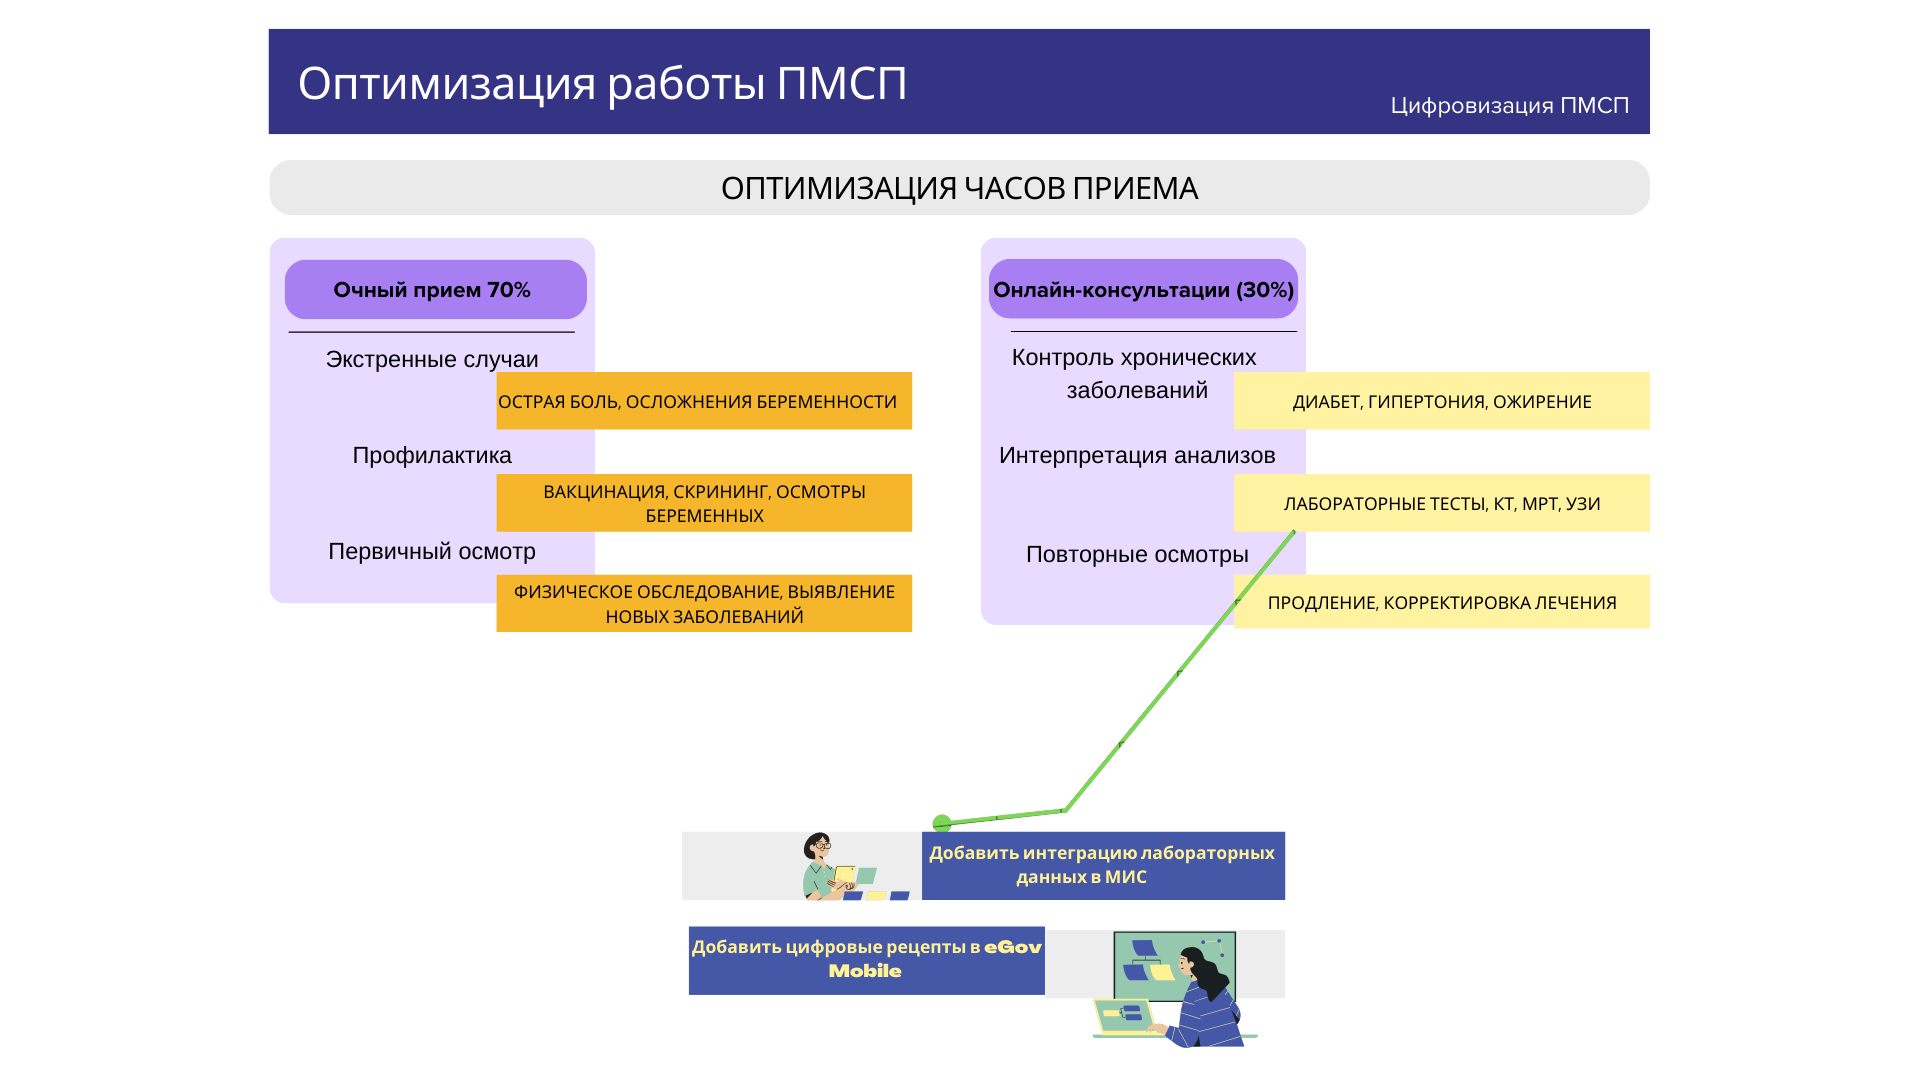 Оптимизация работы ПМСП
Цифровизация ПМСП
ОПТИМИЗАЦИЯ ЧАСОВ ПРИЕМА
Очный прием 70%
Экстренные случаи
ОСТРАЯ БОЛЬ, ОСЛОЖНЕНИЯ БЕРЕМЕННОСТИ
Профилактика
ВАКЦИНАЦИЯ, СКРИНИНГ, ОСМОТРЫ
БЕРЕМЕННЫХ
Первичный осмотр
ФИЗИЧЕСКОЕ ОБСЛЕДОВАНИЕ, ВЫЯВЛЕНИЕ
НОВЫХ ЗАБОЛЕВАНИЙ
Онлайн-консультации (30%)
Контроль хронических
заболеваний
ДИАБЕТ, ГИПЕРТОНИЯ, ОЖИРЕНИЕ
Интерпретация анализов
ЛАБОРАТОРНЫЕ ТЕСТЫ, КТ, МРТ, УЗИ
Повторные осмотры
ПРОДЛЕНИЕ, КОРРЕКТИРОВКА ЛЕЧЕНИЯ
Добавить интеграцию лабораторных
данных в МИС
Добавить цифровые рецепты в eGov
Mobile